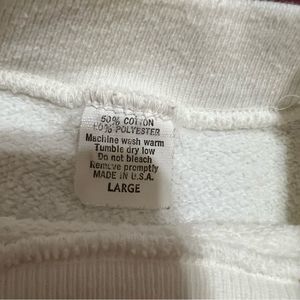 50% COTTON
50% POLYESTER
Machine wash warm
Tumble dry low
Do not bleach
Remove promptly
MADE IN U.S.A.
LARGE